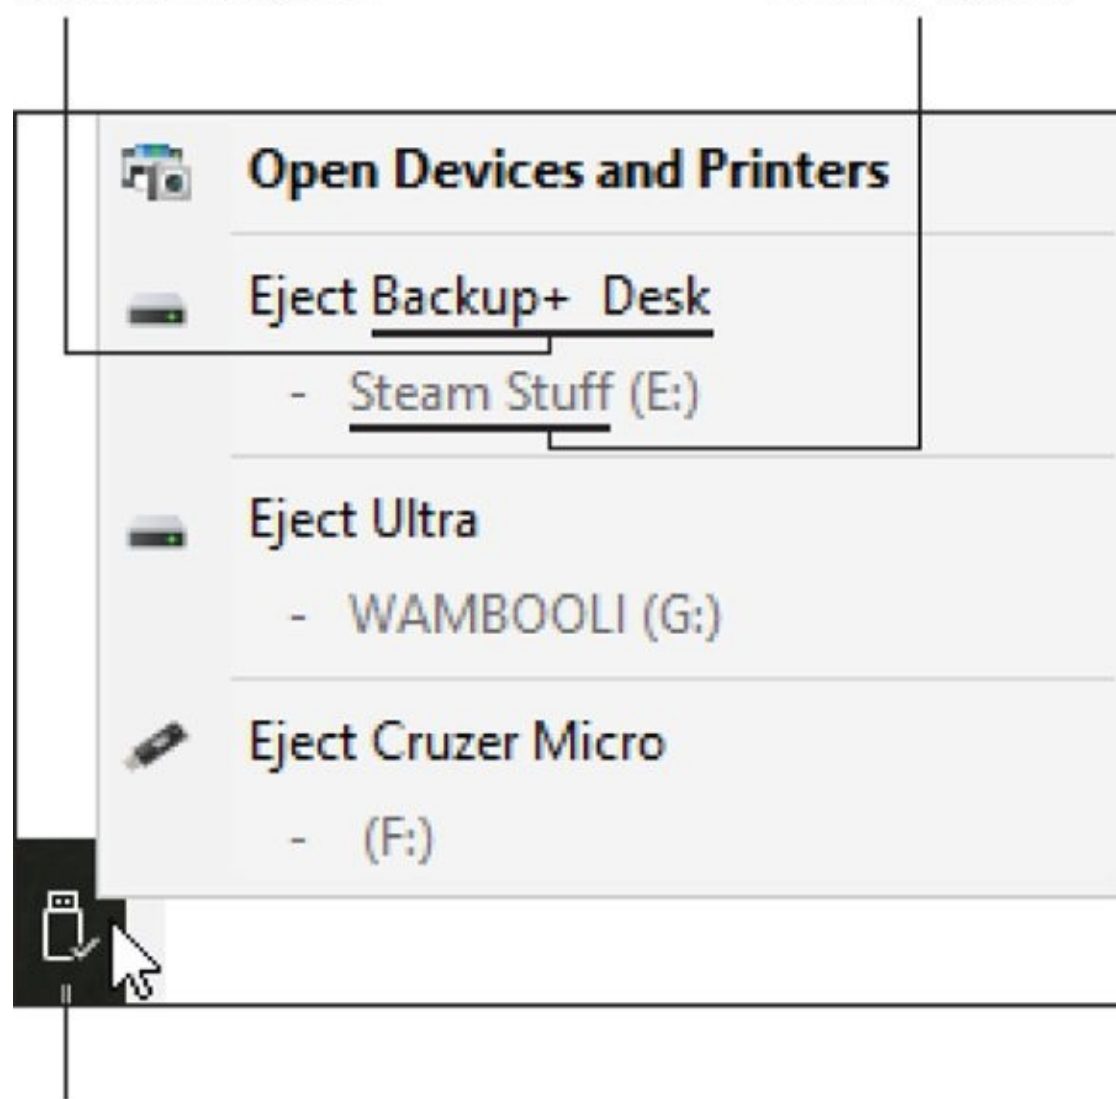 Open Devices and Printers
Eject Backup+  Desk
- Steam Stuff (E:)
Eject Ultra
- WAMBOOLI (G:)
Eject Cruzer Micro
- (F:)